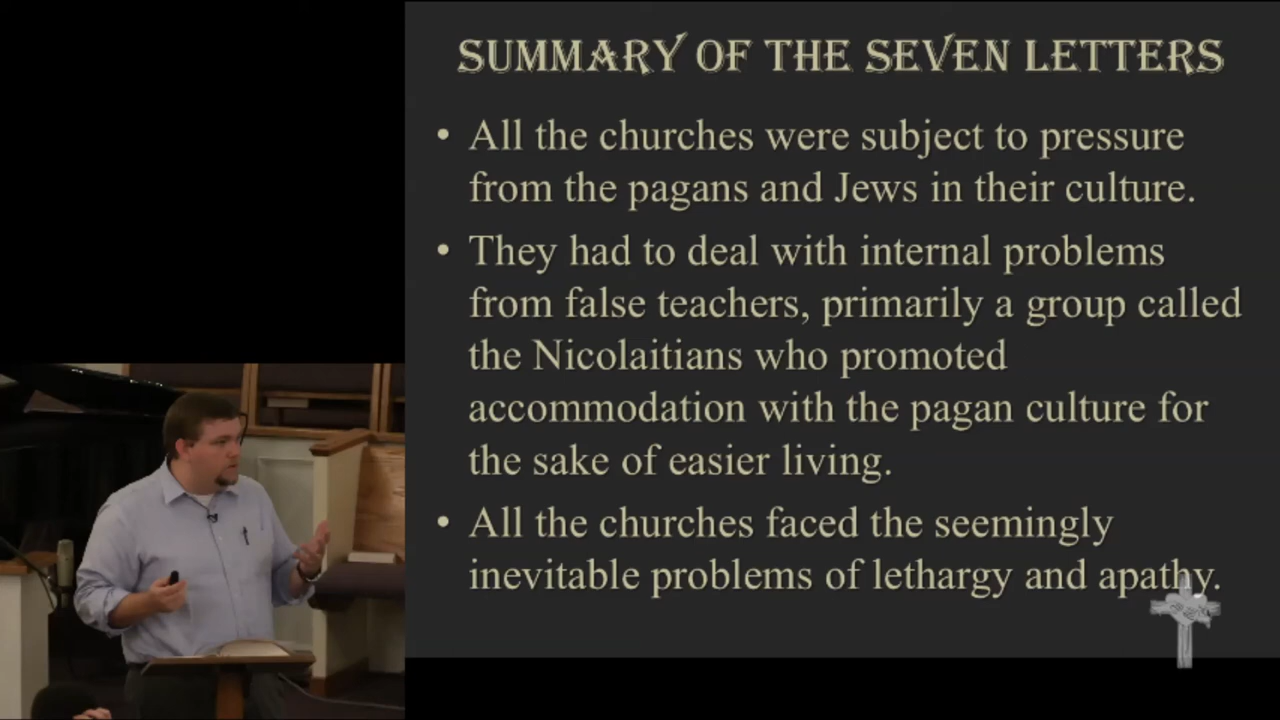 SUMMARY OF THE SEVEN LETTERS
• All the churches were subject to pressure
from the pagans and Jews in their culture.
• They had to deal with internal problems
from false teachers, primarily a group called
the Nicolaitians who promoted
accommodation with the pagan culture for
the sake of easier living.
• All the churches faced the seemingly
inevitable problems of lethargy and apathy.